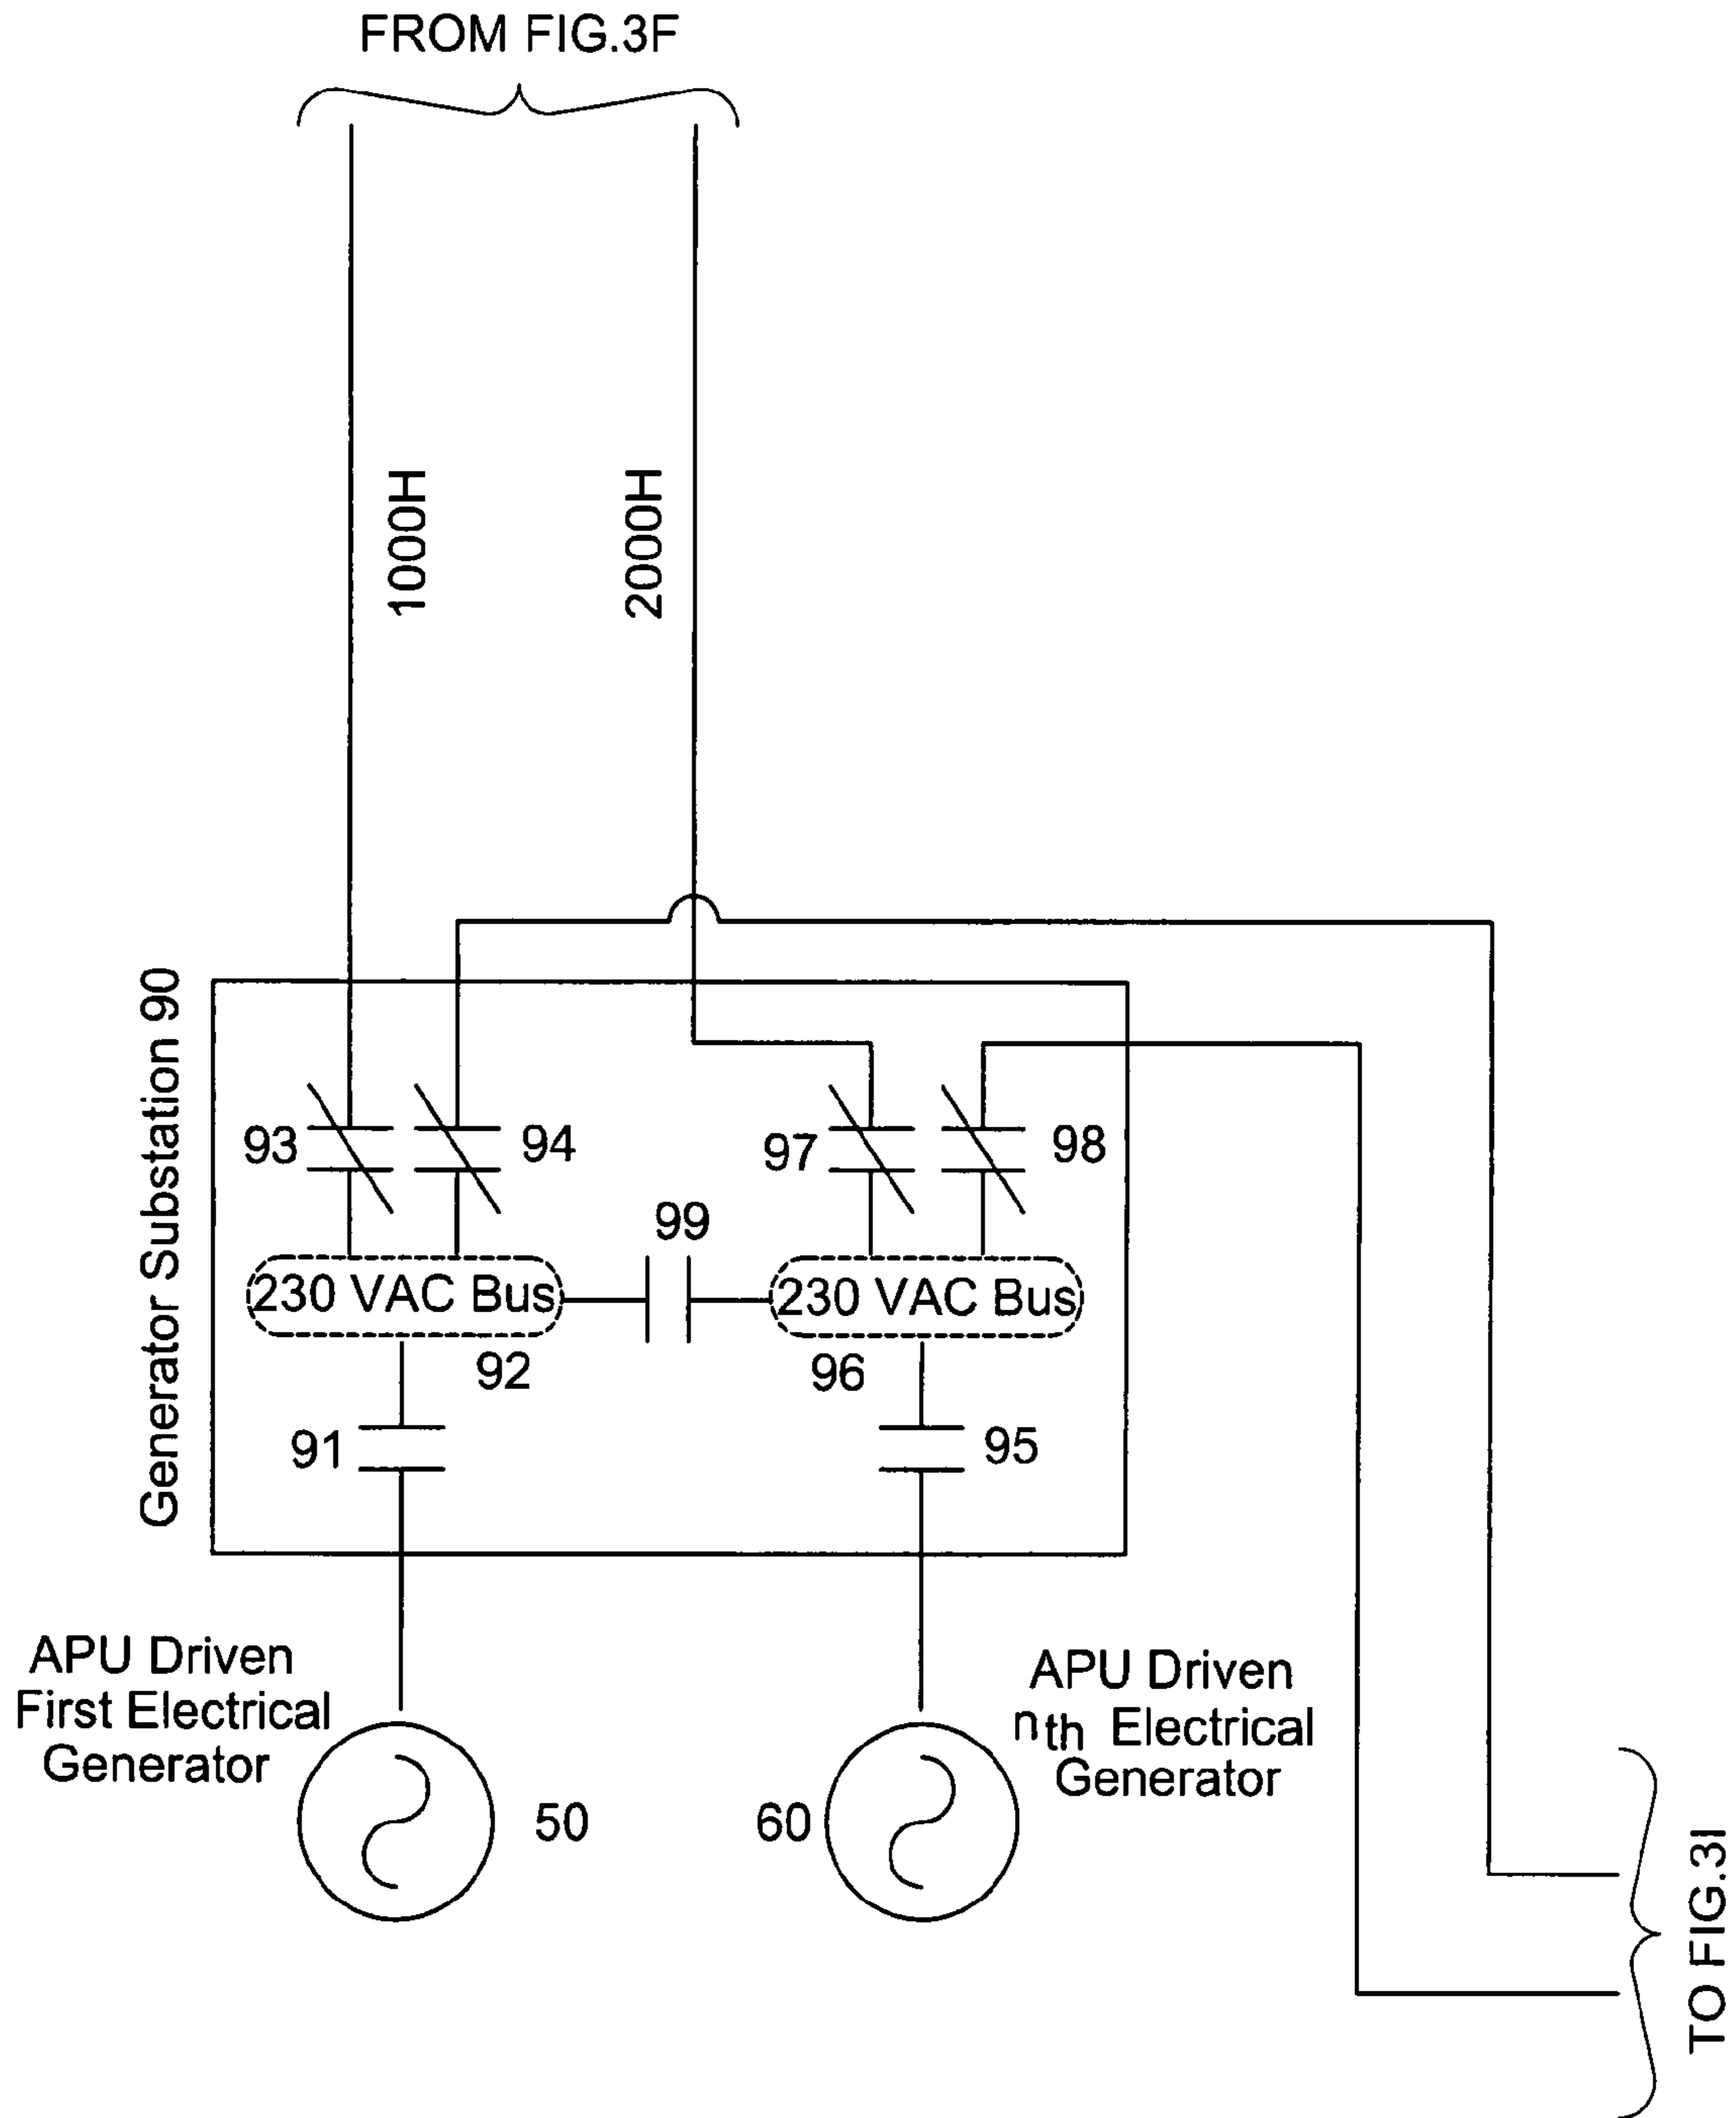 FROM FIG.3F
1000H
2000H
Generator Substation 90
93
94
97
98
99
230 VAC Bus
230 VAC Bus
92
96
91
95
APU Driven
First Electrical
Generator
50
60
APU Driven
nth Electrical
Generator
TO FIG.3I